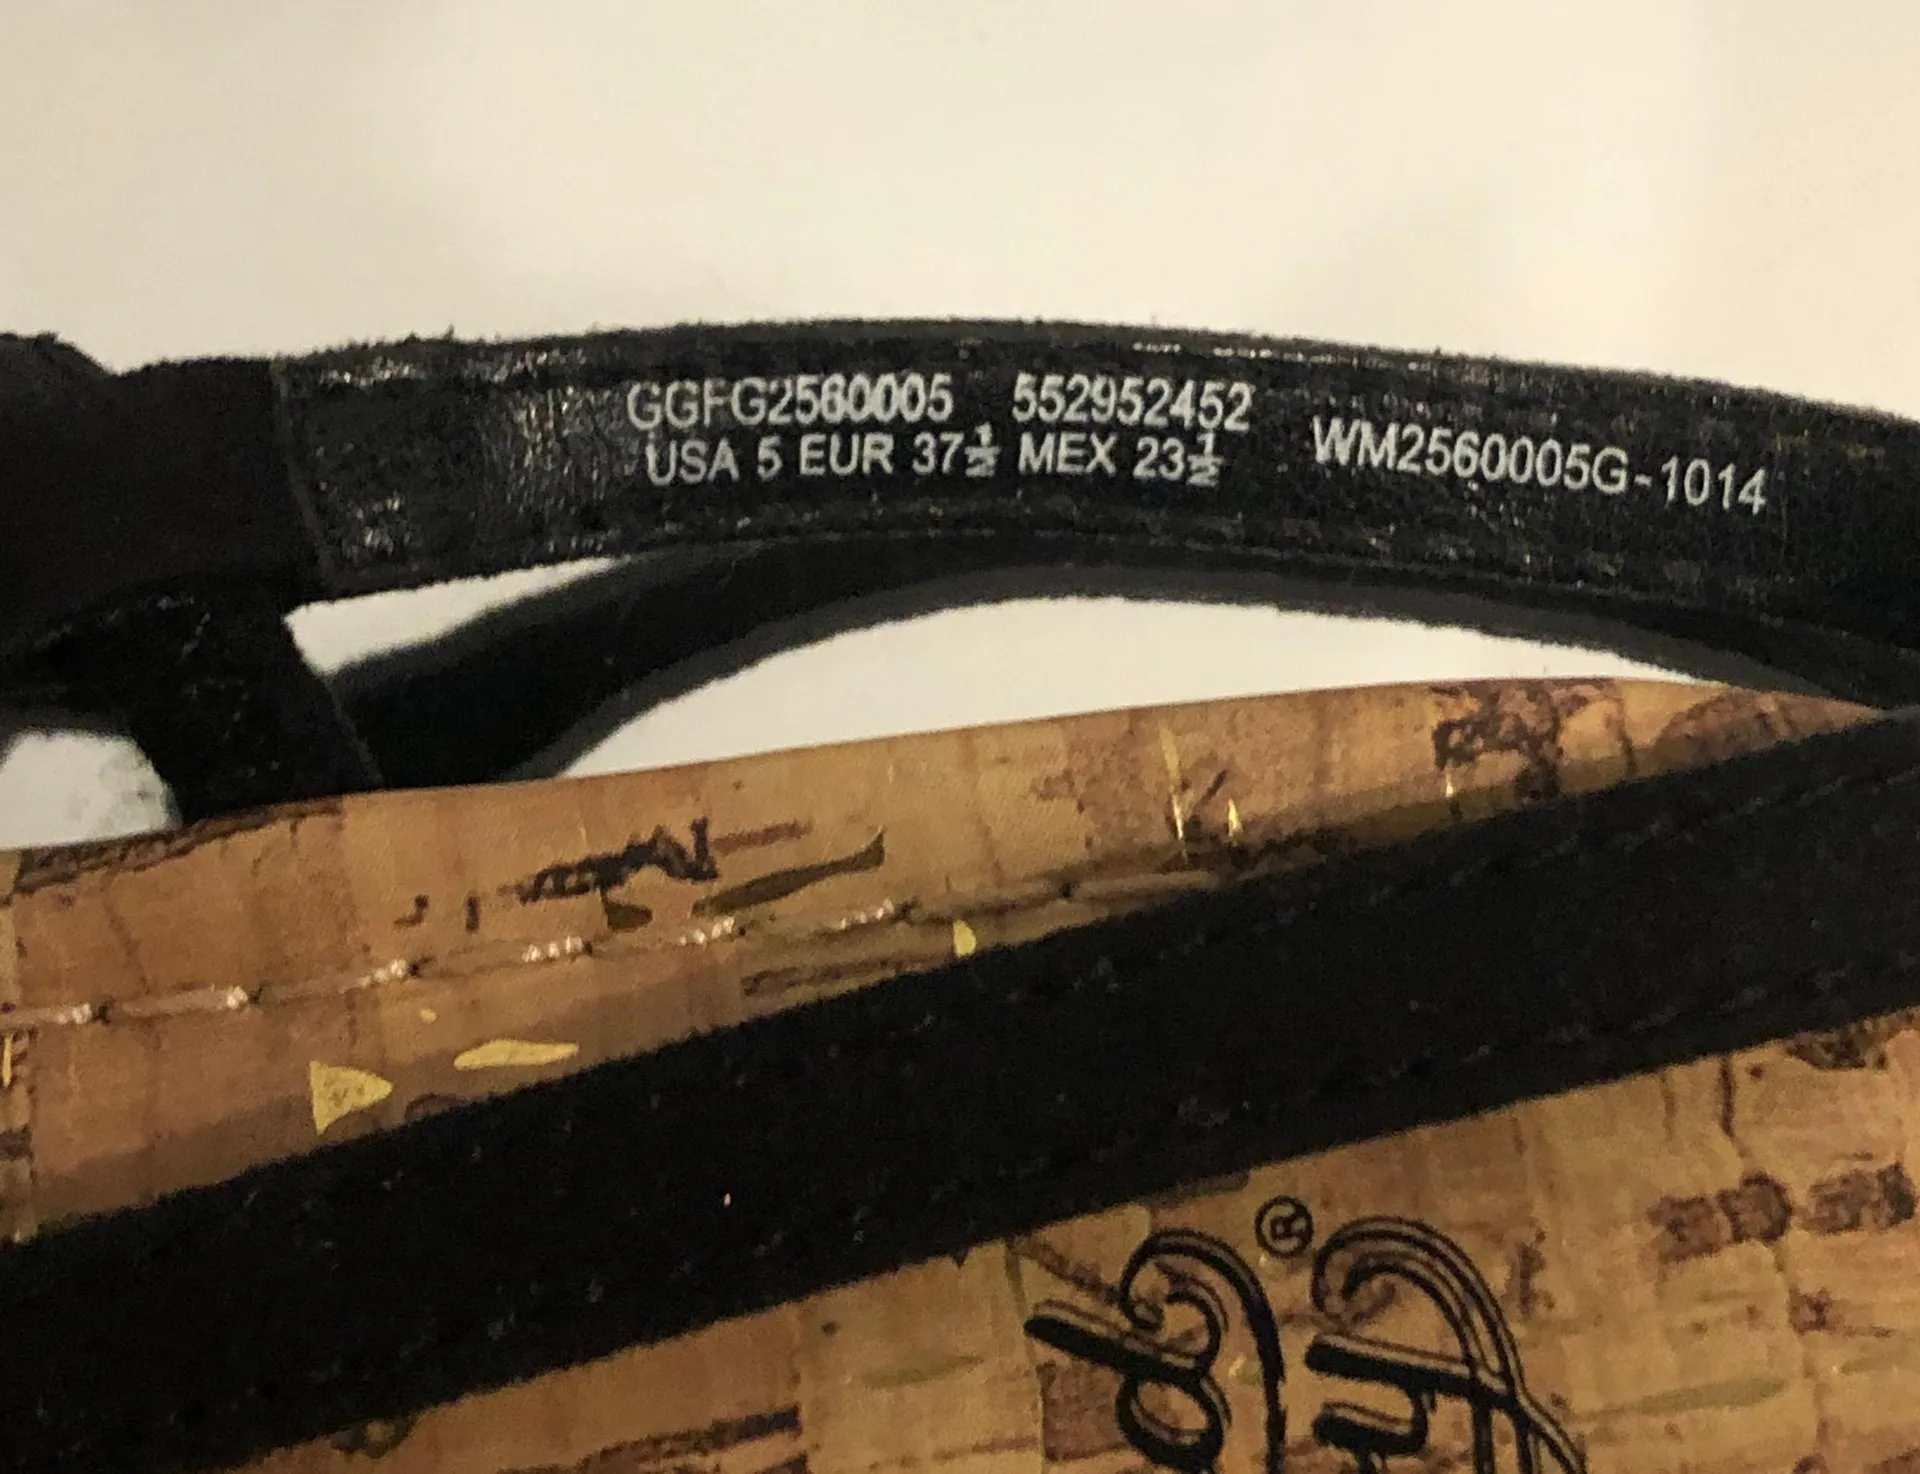 GGFG2560005 552952452
USA 5 EUR 37½ MEX 23½
WM2560005G-1014
®